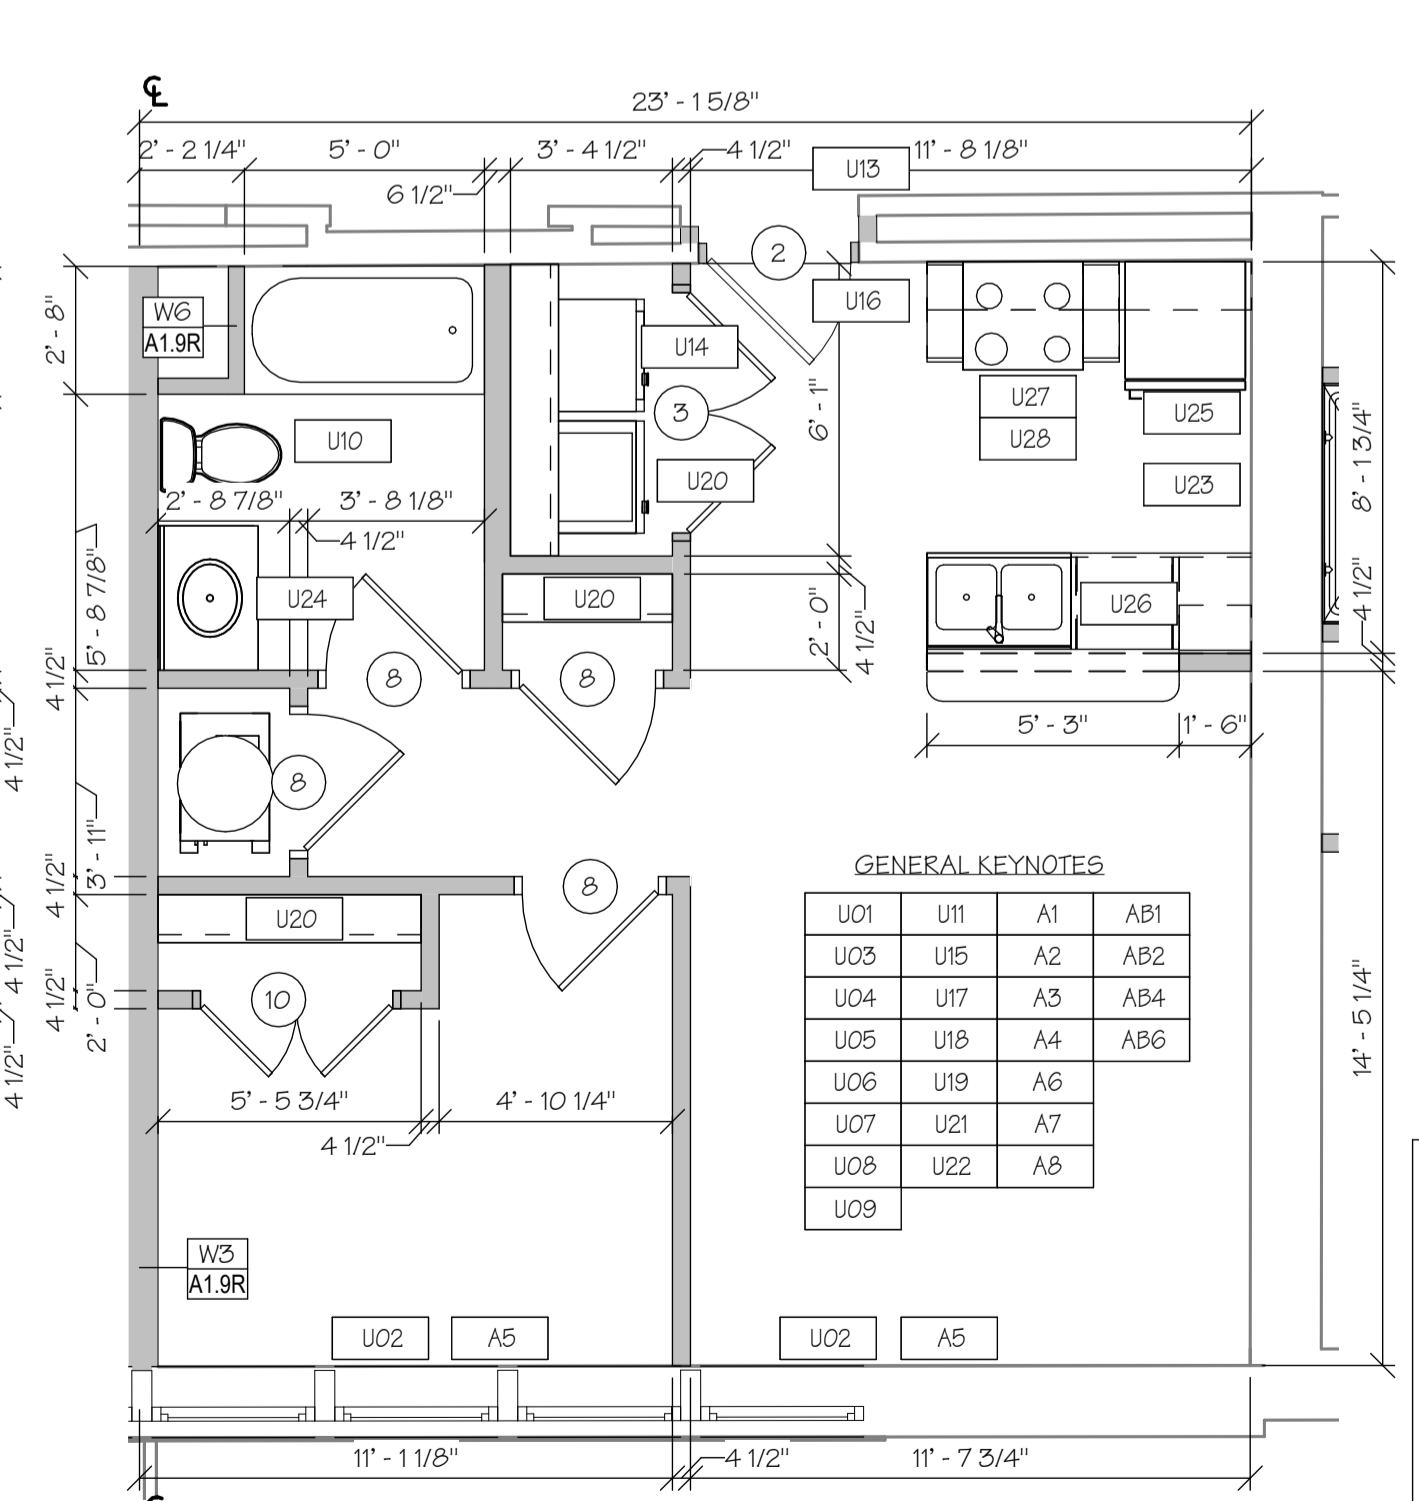 ℄
23' - 1 5/8"
2' - 2 1/4"
5' - 0"
3' - 4 1/2"
4 1/2"
11' - 8 1/8"
U13
6 1/2"
2
2' - 8"
W6
A1.9R
U16
U14
3
6' - 1"
U27
U28
U25
8' - 1 3/4"
U10
U20
U23
2' - 8 7/8"
3' - 8 1/8"
4 1/2"
5' - 8 7/8"
U24
U20
2' - 0"
4 1/2"
U26
4 1/2"
4 1/2"
8
8
4 1/2"
5' - 3"
1' - 6"
8
3' - 11"
4 1/2"
8
GENERAL KEYNOTES
U01 U11 A1 AB1
U03 U15 A2 AB2
U04 U17 A3 AB4
U05 U18 A4 AB6
U06 U19 A6
U07 U21 A7
U08 U22 A8
U09
U20
4 1/2"
4 1/2"
2' - 0"
10
14' - 5 1/4"
4 1/2"
5' - 5 3/4"
4' - 10 1/4"
4 1/2"
W3
A1.9R
U02
A5
U02
A5
11' - 1 1/8"
4 1/2"
11' - 7 3/4"